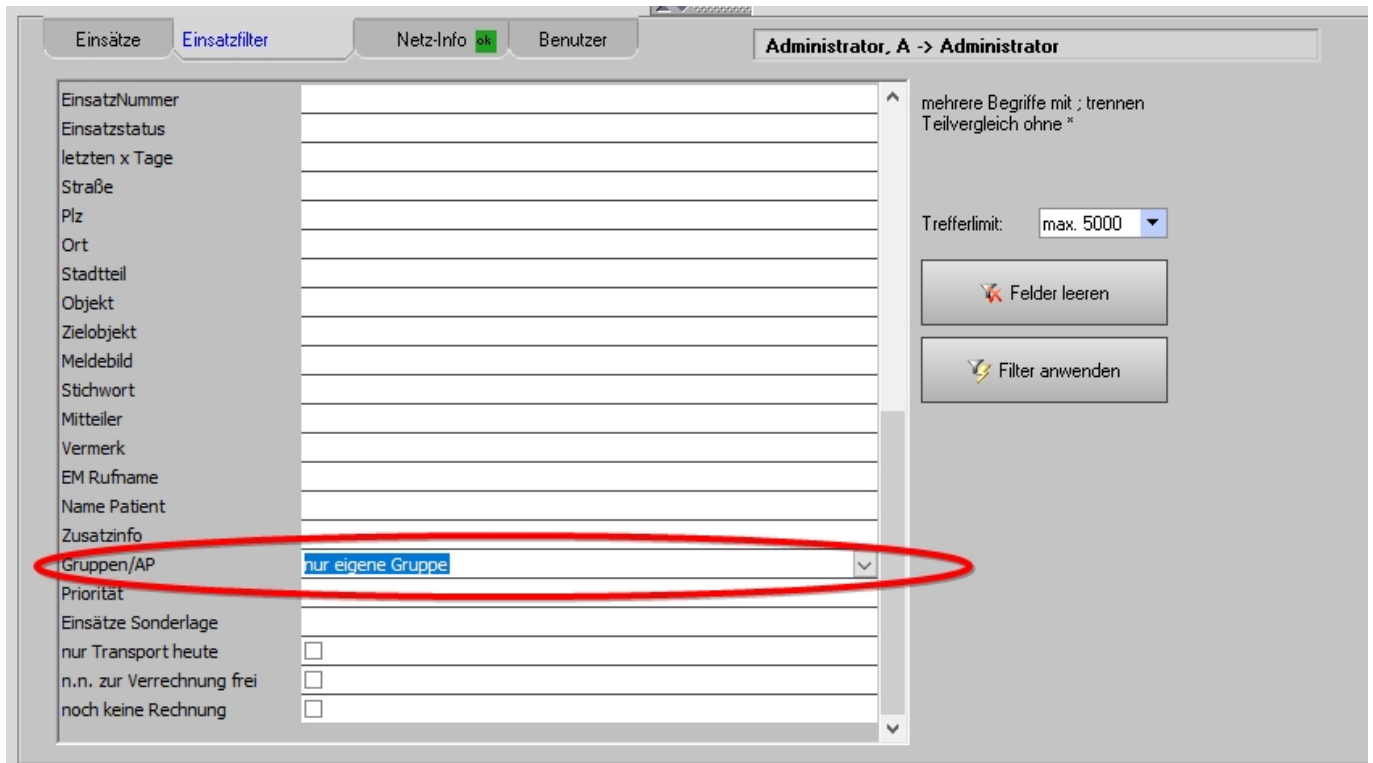 Einsätze Einsatzfilter Netz-Info ok Benutzer
Administrator, A -> Administrator
EinsatzNummer
Einsatzstatus
letzten x Tage
Straße
Plz
Ort
Stadtteil
Objekt
Zielobjekt
Meldebild
Stichwort
Mitteiler
Vermerk
EM Rufname
Name Patient
Zusatzinfo
Gruppen/AP nur eigene Gruppe
Priorität
Einsätze Sonderlage
nur Transport heute
n.n. zur Verrechnung frei
noch keine Rechnung
mehrere Begriffe mit ; trennen
Teilvergleich ohne *
Trefferlimit: max. 5000
Felder leeren
Filter anwenden